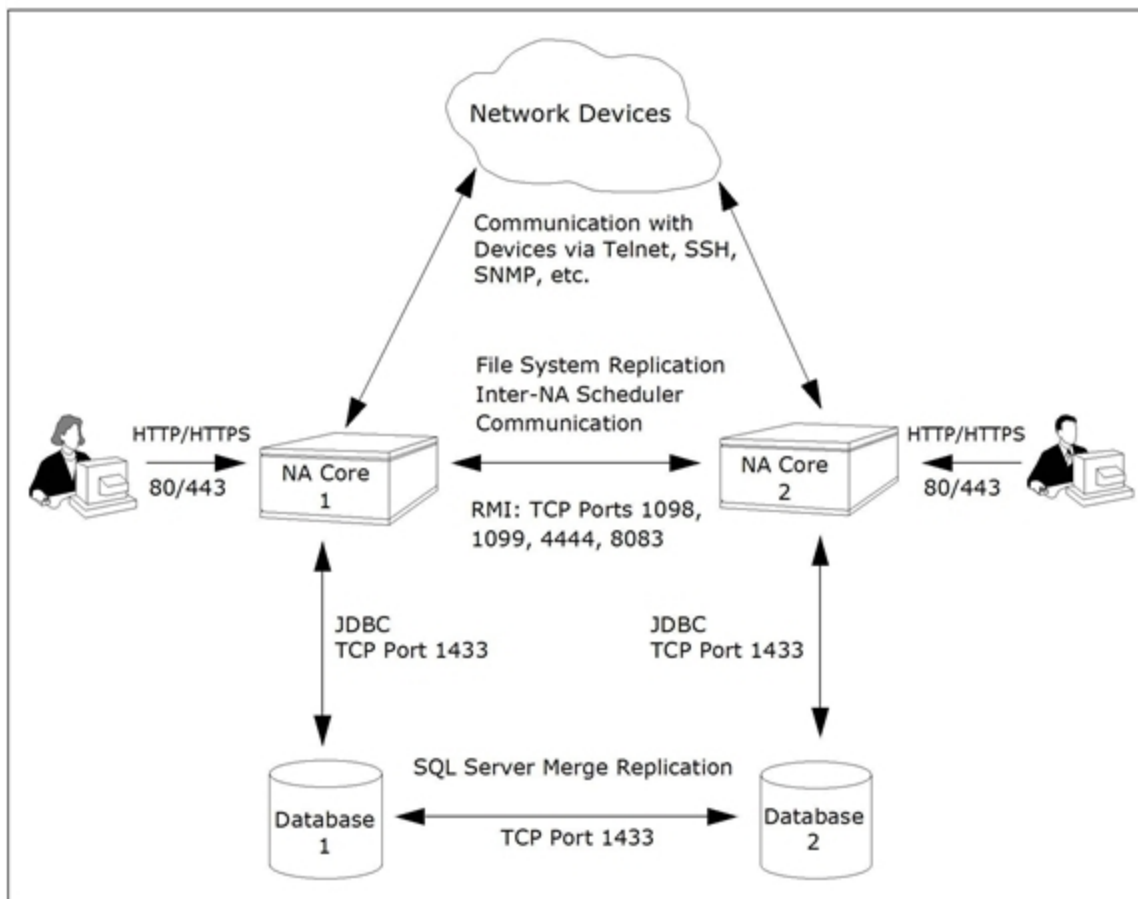 Network Devices
Communication with
Devices via Telnet, SSH,
SNMP, etc.
File System Replication
Inter-NA Scheduler
Communication
HTTP/HTTPS
80/443
NA Core
1
NA Core
2
HTTP/HTTPS
80/443
RMI: TCP Ports 1098,
1099, 4444, 8083
JDBC
TCP Port 1433
JDBC
TCP Port 1433
SQL Server Merge Replication
Database
1
TCP Port 1433
Database
2